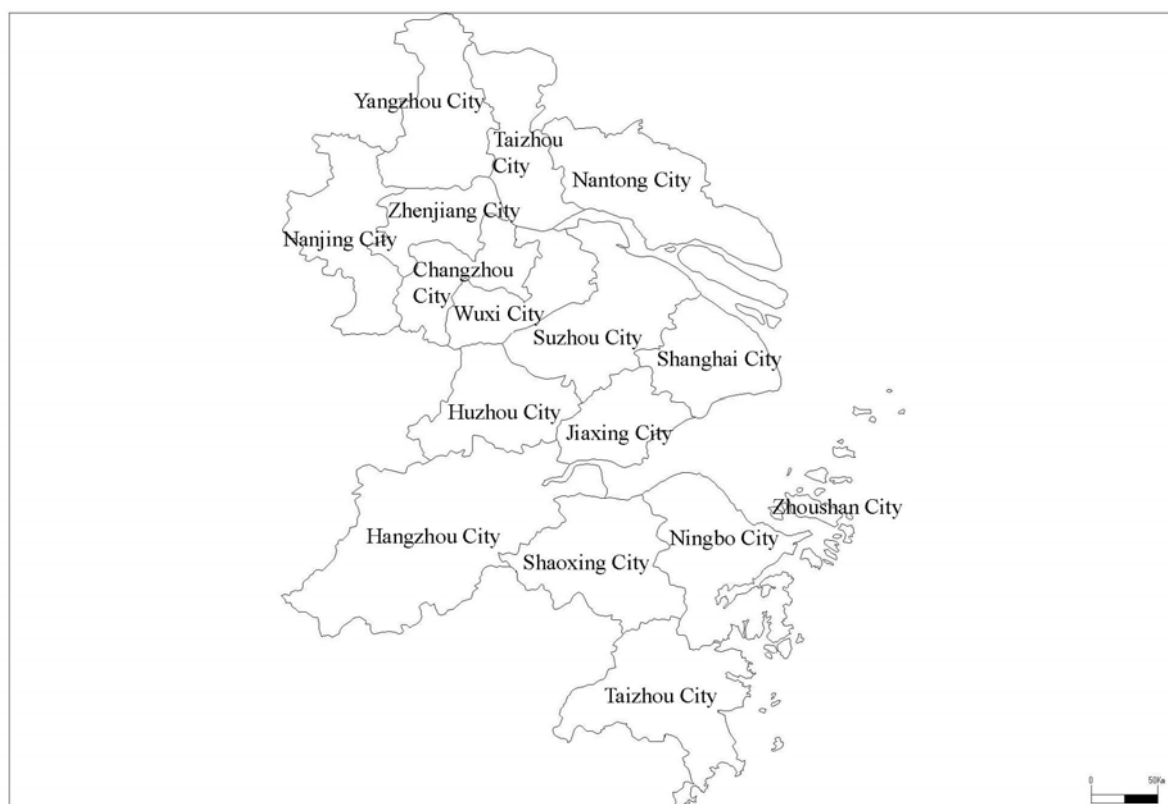 Yangzhou City
Taizhou
City
Nantong City
Zhenjiang City
Nanjing City
Changzhou
City
Wuxi City
Suzhou City
Shanghai City
Huzhou City
Jiaxing City
Zhoushan City
Hangzhou City
Ningbo City
Shaoxing City
Taizhou City
0 50Km